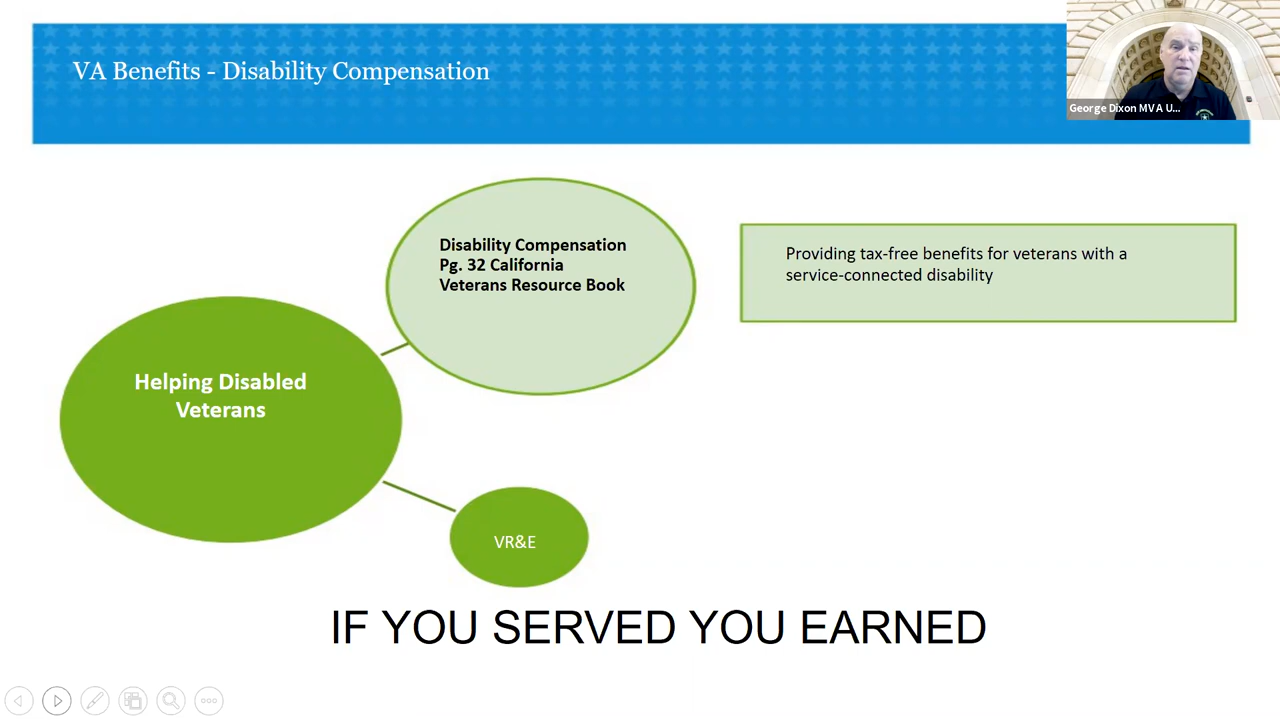 VA Benefits - Disability Compensation
George Dixon MVA U...
Disability Compensation
Pg. 32 California
Veterans Resource Book
Providing tax-free benefits for veterans with a
service-connected disability
Helping Disabled
Veterans
VR&E
IF YOU SERVED YOU EARNED